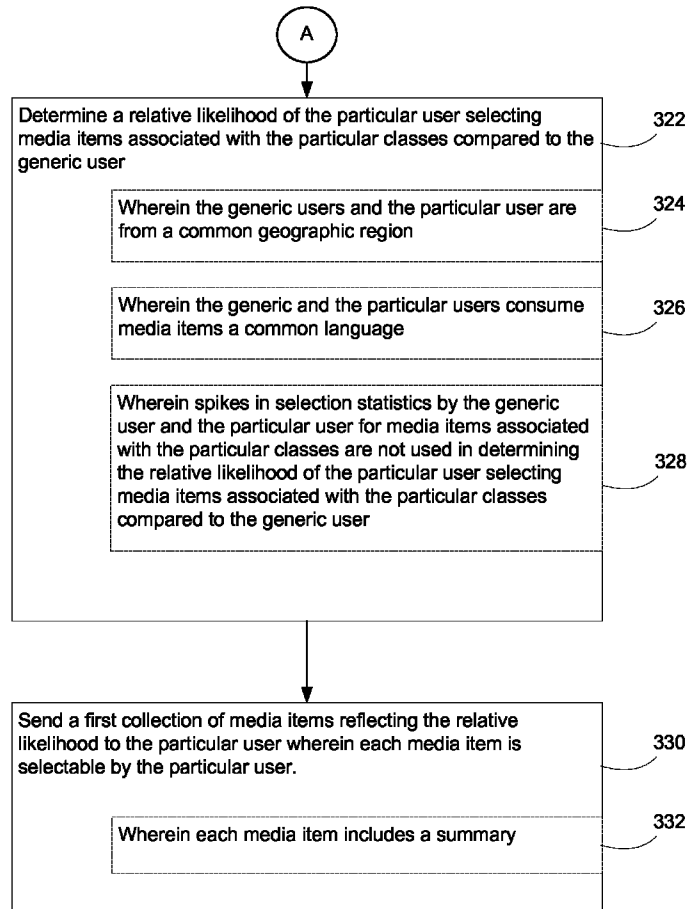 A
Determine a relative likelihood of the particular user selecting
media items associated with the particular classes compared to the
generic user
322
Wherein the generic users and the particular user are
from a common geographic region
324
Wherein the generic and the particular users consume
media items a common language
326
Wherein spikes in selection statistics by the generic
user and the particular user for media items associated
with the particular classes are not used in determining
the relative likelihood of the particular user selecting
media items associated with the particular classes
compared to the generic user
328
Send a first collection of media items reflecting the relative
likelihood to the particular user wherein each media item is
selectable by the particular user.
330
Wherein each media item includes a summary
332